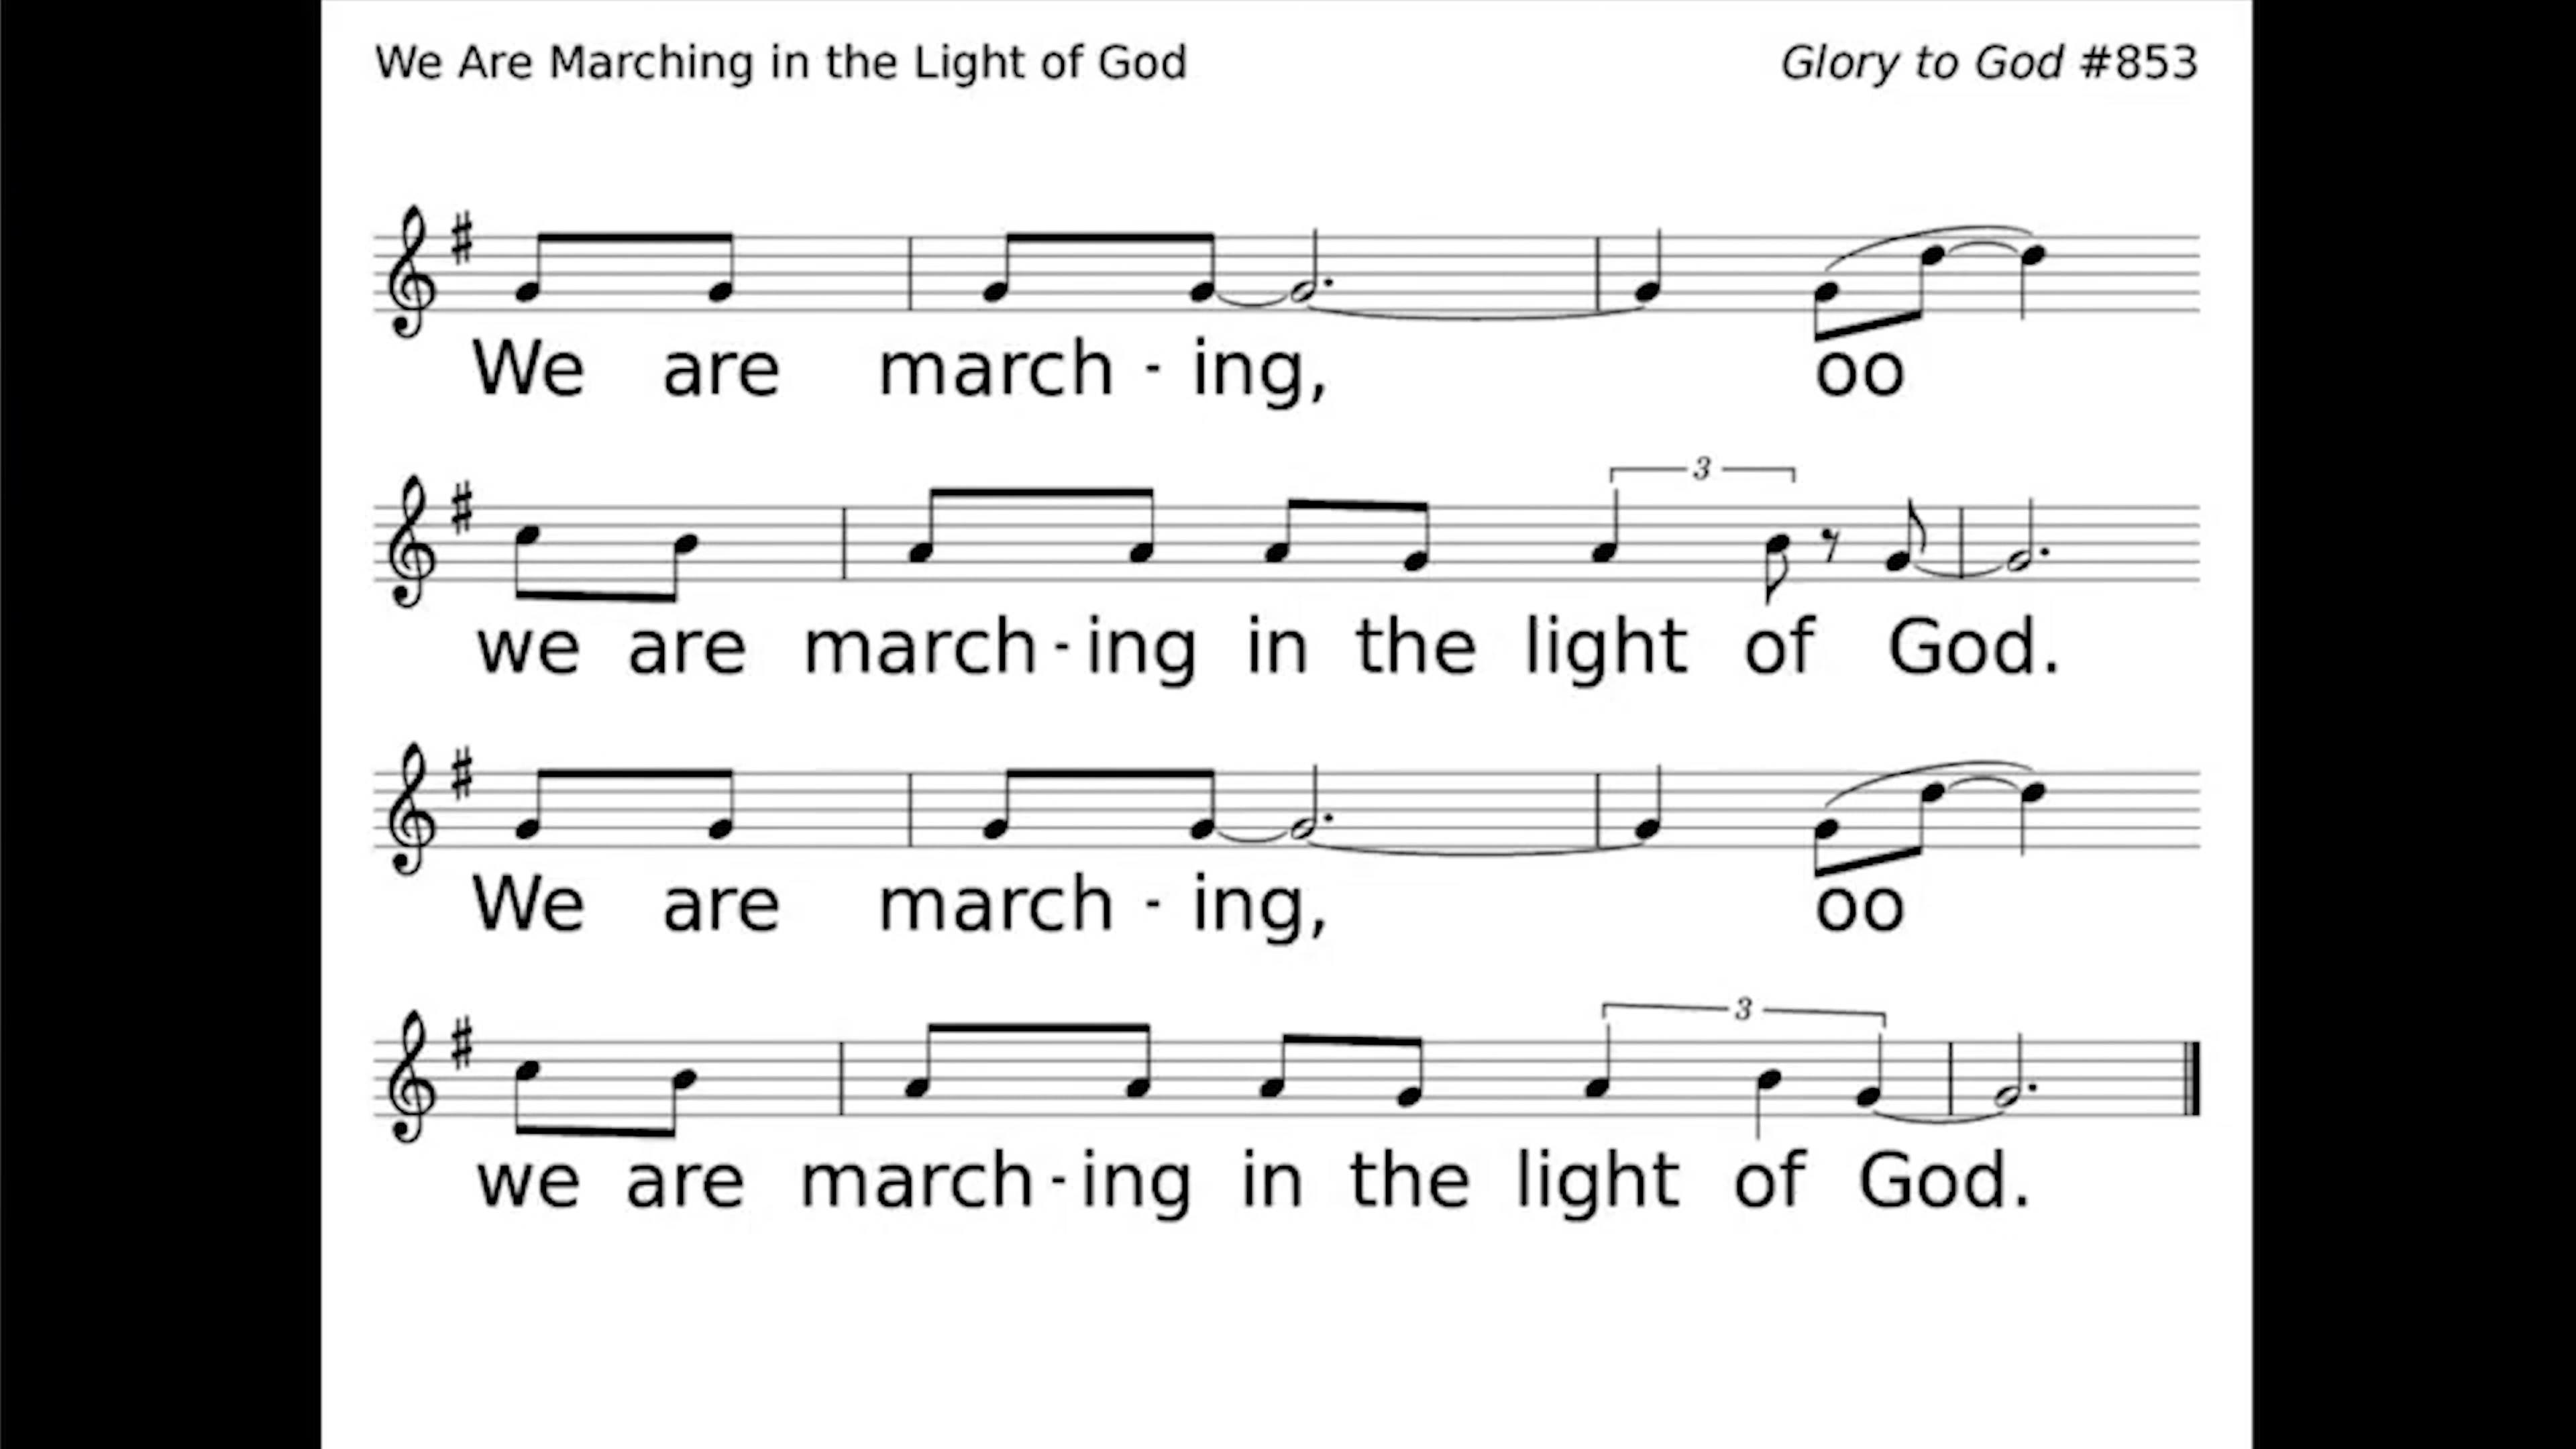 We Are Marching in the Light of God
Glory to God #853
We are march - ing, oo
3
we are march - ing in the light of God.
We are march - ing, oo
3
we are march - ing in the light of God.